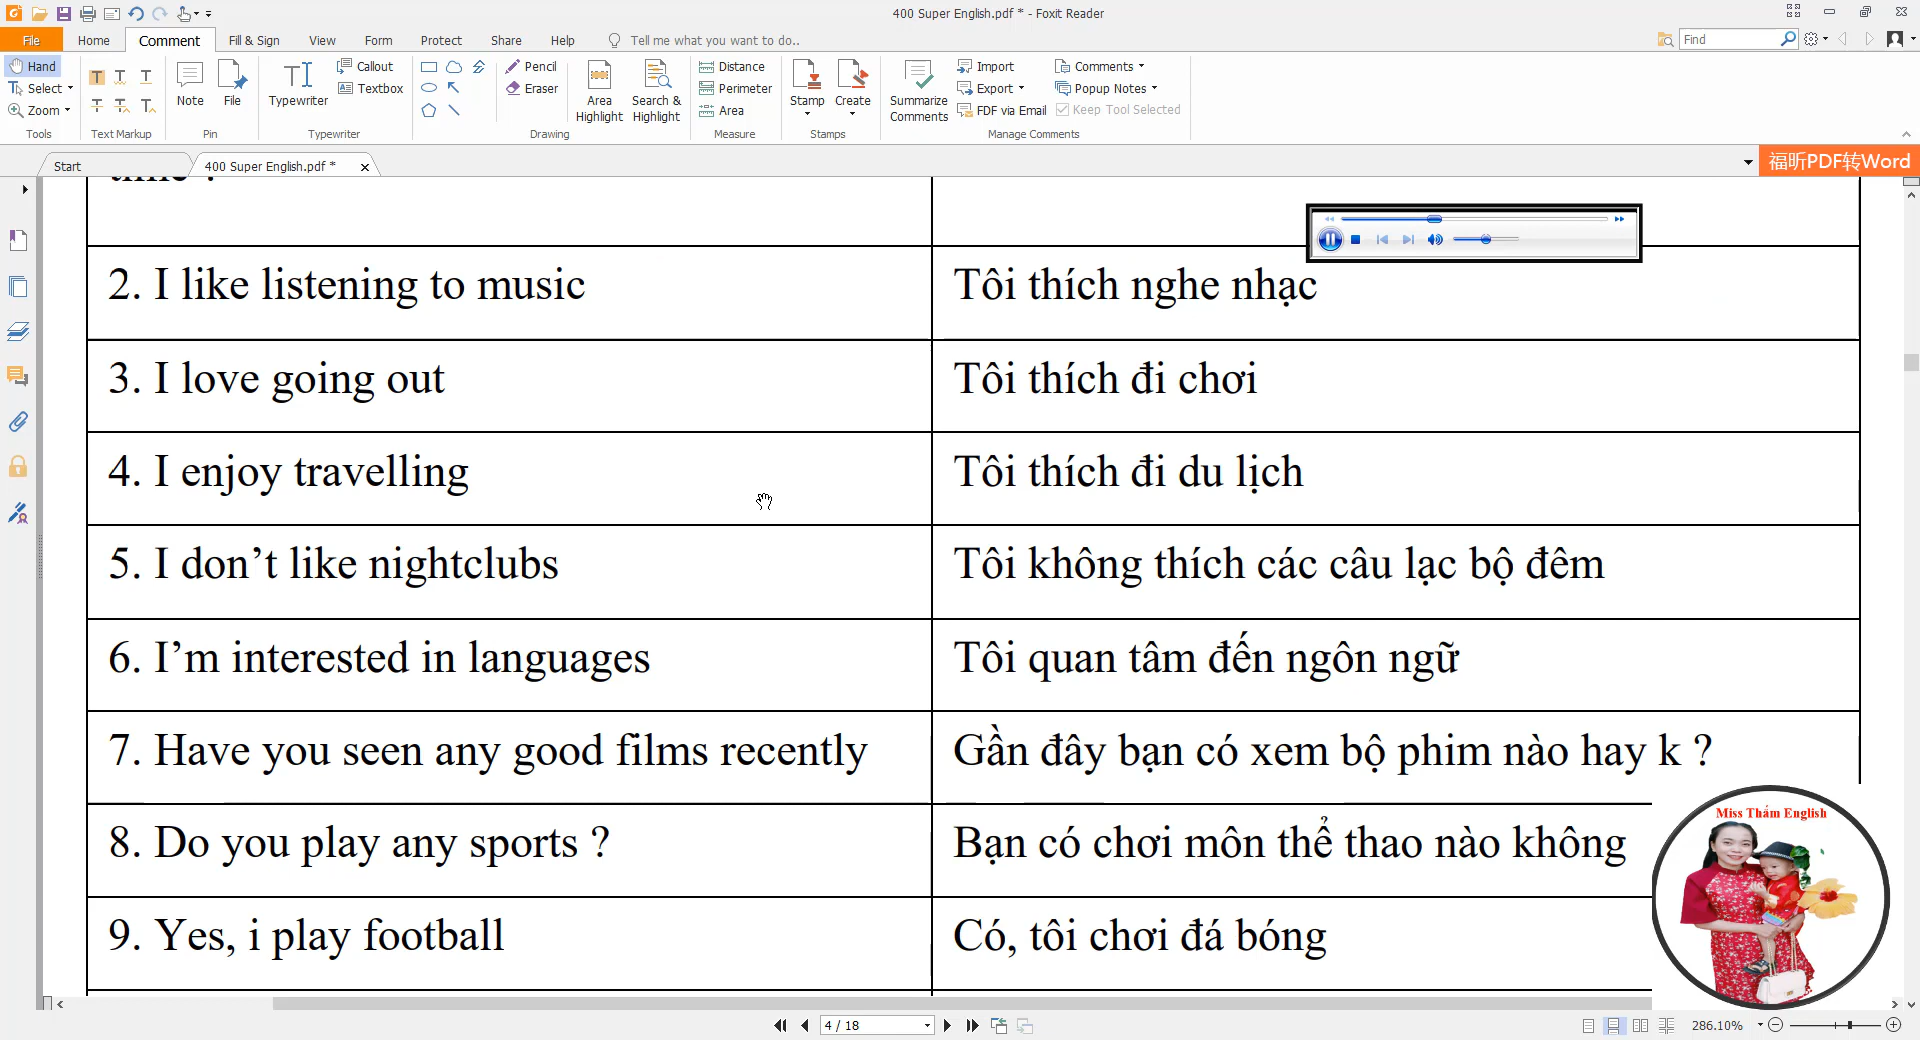 400 Super English.pdf * - Foxit Reader
File Home Comment Fill & Sign View Form Protect Share Help Tell me what you want to do.. Find
Hand
Select
Zoom
Tools
Text Markup
Note
File
Pin
Typewriter
Callout
Textbox
Typewriter
Pencil
Eraser
Area Highlight
Search & Highlight
Drawing
Distance
Perimeter
Area
Measure
Stamp
Create
Stamps
Summarize Comments
Import
Export
FDF via Email
Comments
Popup Notes
Keep Tool Selected
Manage Comments
Start
400 Super English.pdf *
福昕PDF转Word
2. I like listening to music
Tôi thích nghe nhạc
3. I love going out
Tôi thích đi chơi
4. I enjoy travelling
Tôi thích đi du lịch
5. I don’t like nightclubs
Tôi không thích các câu lạc bộ đêm
6. I’m interested in languages
Tôi quan tâm đến ngôn ngữ
7. Have you seen any good films recently
Gần đây bạn có xem bộ phim nào hay k ?
8. Do you play any sports ?
Bạn có chơi môn thể thao nào không
9. Yes, i play football
Có, tôi chơi đá bóng
Miss Thắm English
4 / 18
286.10%